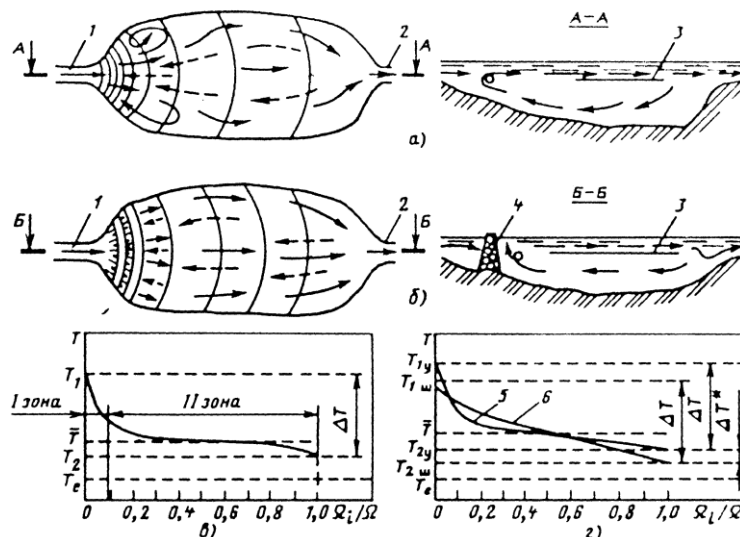 А 1 2 А
А–А
3
а)
Б 1 2 Б
Б–Б
4 3
б)
T
T₁
I зона II зона
ΔT
T̅
T₂
Tₑ
0 0,2 0,4 0,6 0,8 1,0 Ωᵢ/Ω
в)
T
T₁у
T₁ш
5 6
ΔT ΔT*
T̅
T₂у
T₂ш
Tₑ
0 0,2 0,4 0,6 0,8 1,0 Ωᵢ/Ω
г)